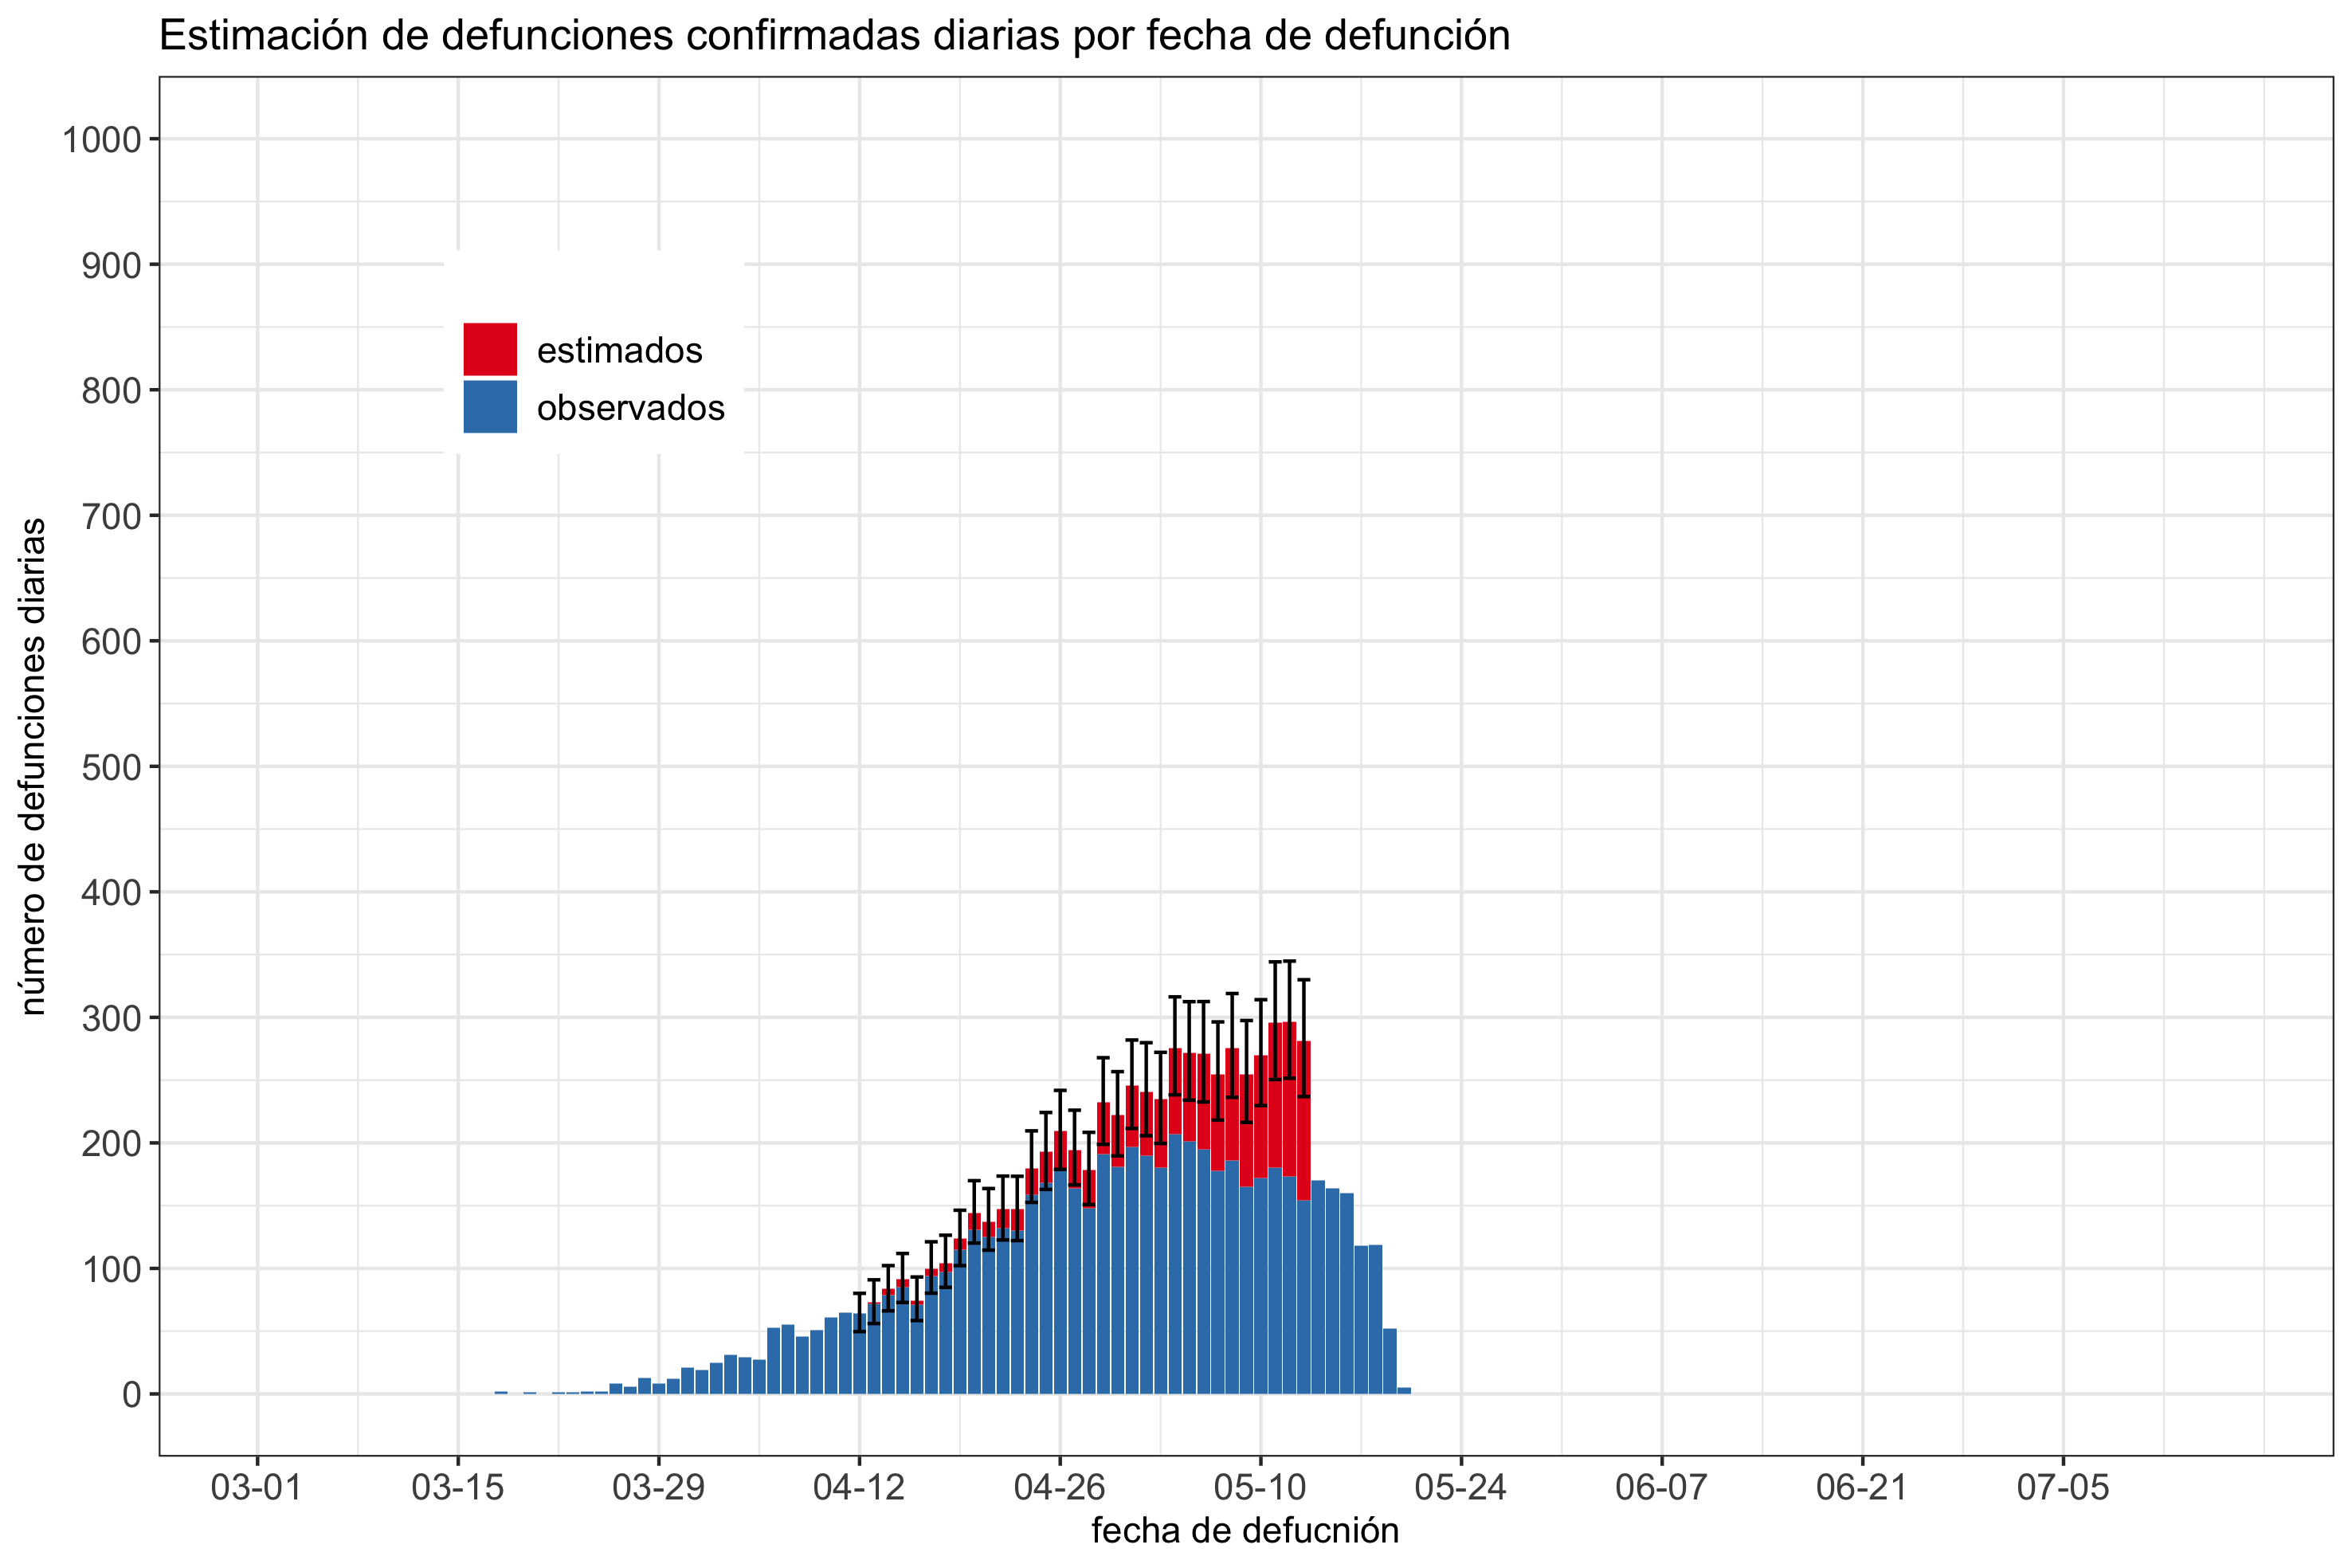 Estimación de defunciones confirmadas diarias por fecha de defunción
1000
900
800
700
600
500
400
300
200
100
0
número de defunciones diarias
estimados
observados
03-01 03-15 03-29 04-12 04-26 05-10 05-24 06-07 06-21 07-05
fecha de defucnión